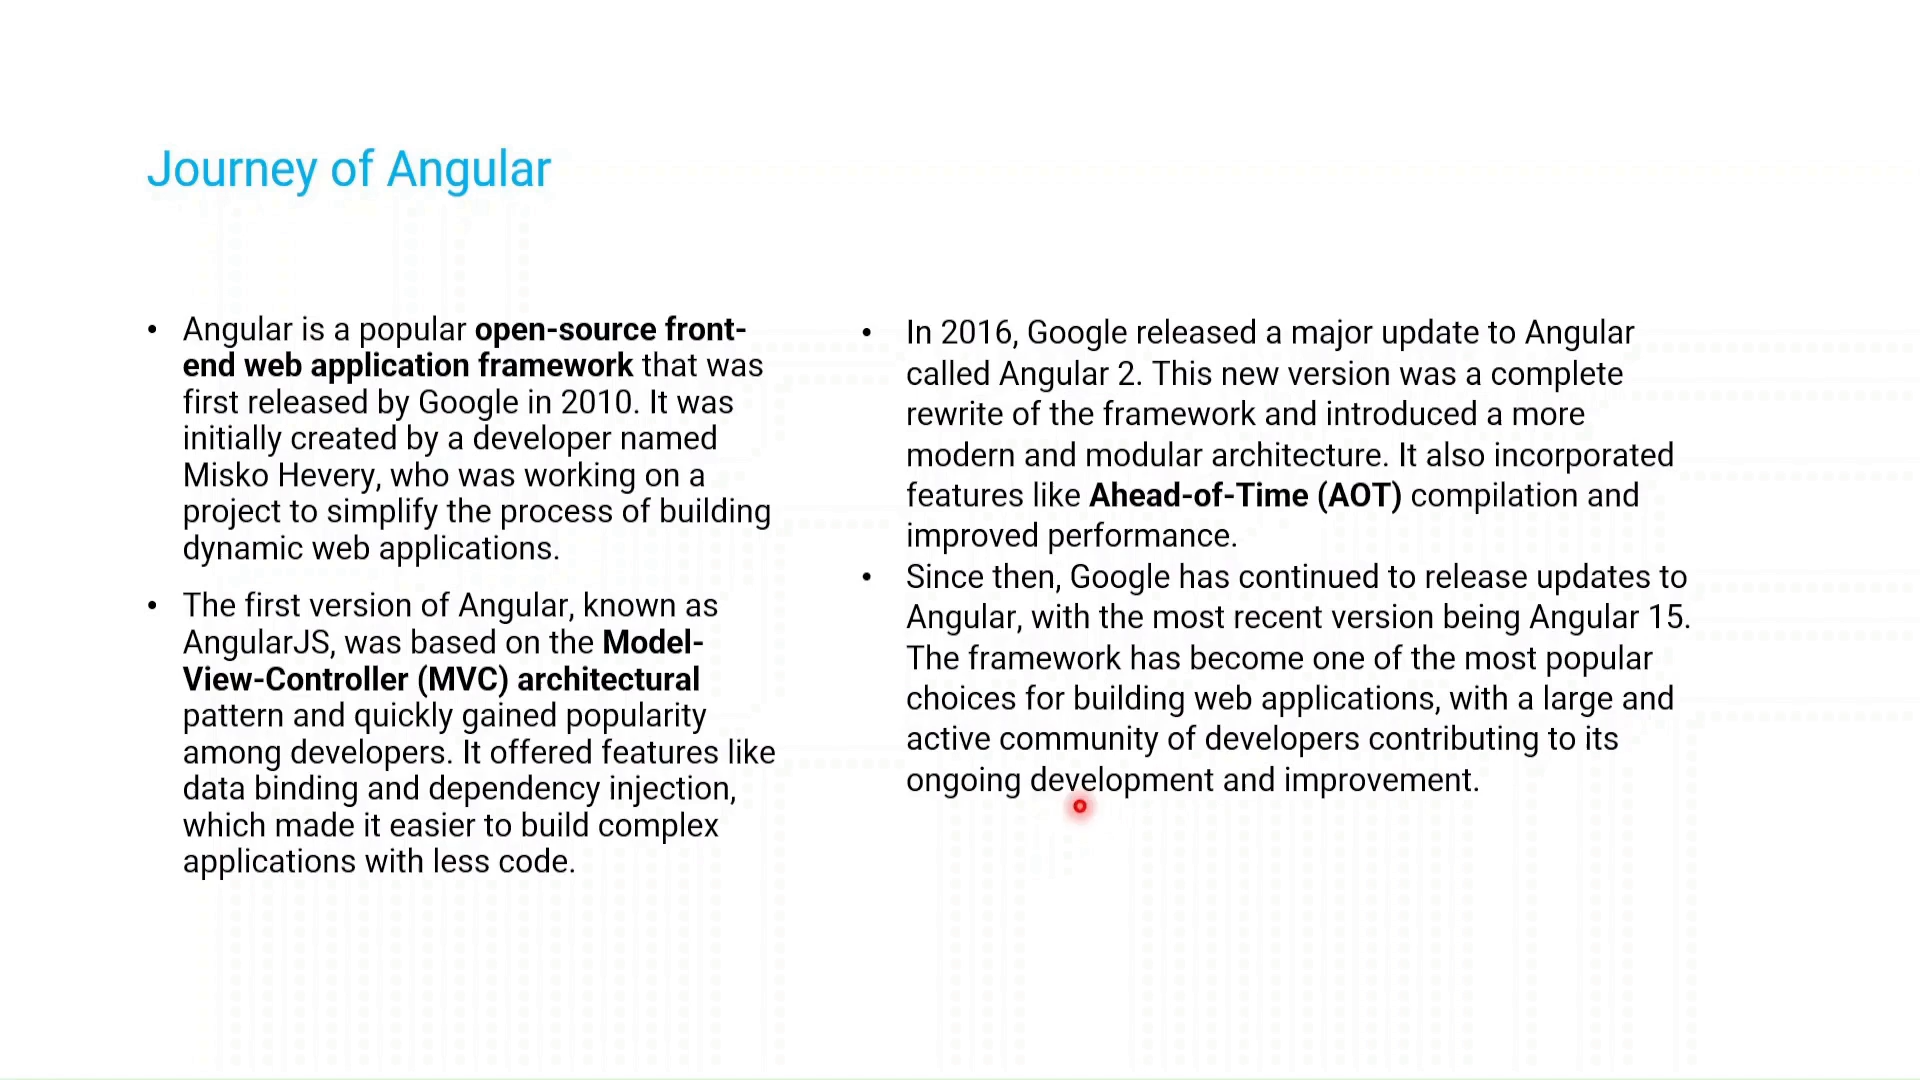 Journey of Angular
• Angular is a popular open-source front-
end web application framework that was
first released by Google in 2010. It was
initially created by a developer named
Misko Hevery, who was working on a
project to simplify the process of building
dynamic web applications.
• The first version of Angular, known as
AngularJS, was based on the Model-
View-Controller (MVC) architectural
pattern and quickly gained popularity
among developers. It offered features like
data binding and dependency injection,
which made it easier to build complex
applications with less code.
• In 2016, Google released a major update to Angular
called Angular 2. This new version was a complete
rewrite of the framework and introduced a more
modern and modular architecture. It also incorporated
features like Ahead-of-Time (AOT) compilation and
improved performance.
• Since then, Google has continued to release updates to
Angular, with the most recent version being Angular 15.
The framework has become one of the most popular
choices for building web applications, with a large and
active community of developers contributing to its
ongoing development and improvement.